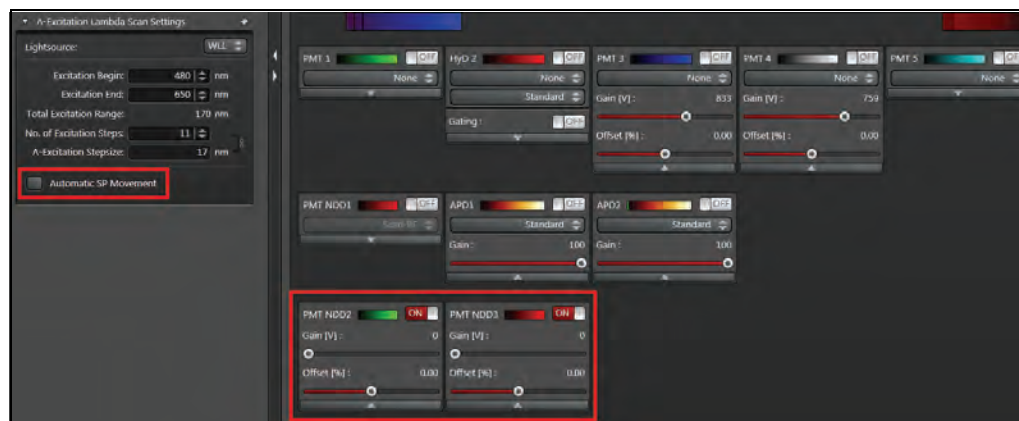 Λ-Excitation Lambda Scan Settings
Lightsource: WLL
Excitation Begin: 480 nm
Excitation End: 650 nm
Total Excitation Range: 170 nm
No. of Excitation Steps: 11
Λ-Excitation Stepsize: 17 nm
Automatic SP Movement
PMT 1 OFF HyD 2 OFF PMT 3 OFF PMT 4 OFF PMT 5
None None None None None
Standard Gain [V] : 833 Gain [V] : 759
Gating : OFF
Offset [%] : 0.00 Offset [%] : 0.00
PMT NDD1 OFF APD1 OFF APD2 OFF
Standard Standard
Gain : 100 Gain : 100
PMT NDD2 ON PMT NDD3 ON
Gain [V] : 0 Gain [V] : 0
Offset [%] : 0.00 Offset [%] : 0.00